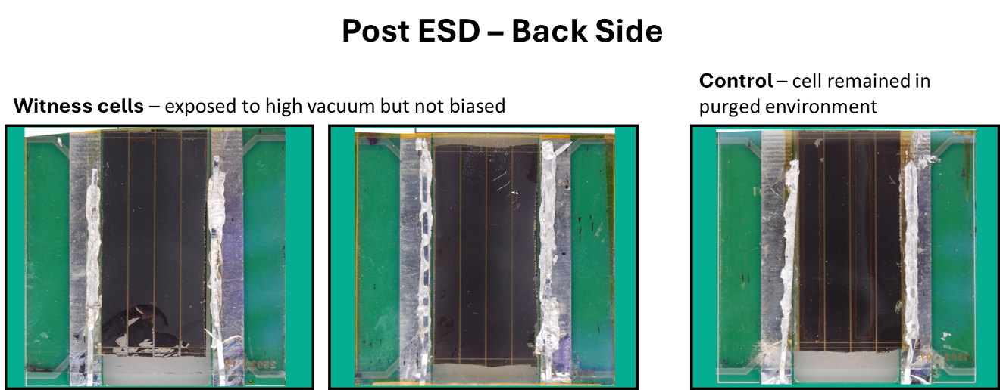 Post ESD – Back Side
Witness cells – exposed to high vacuum but not biased
Control – cell remained in
purged environment